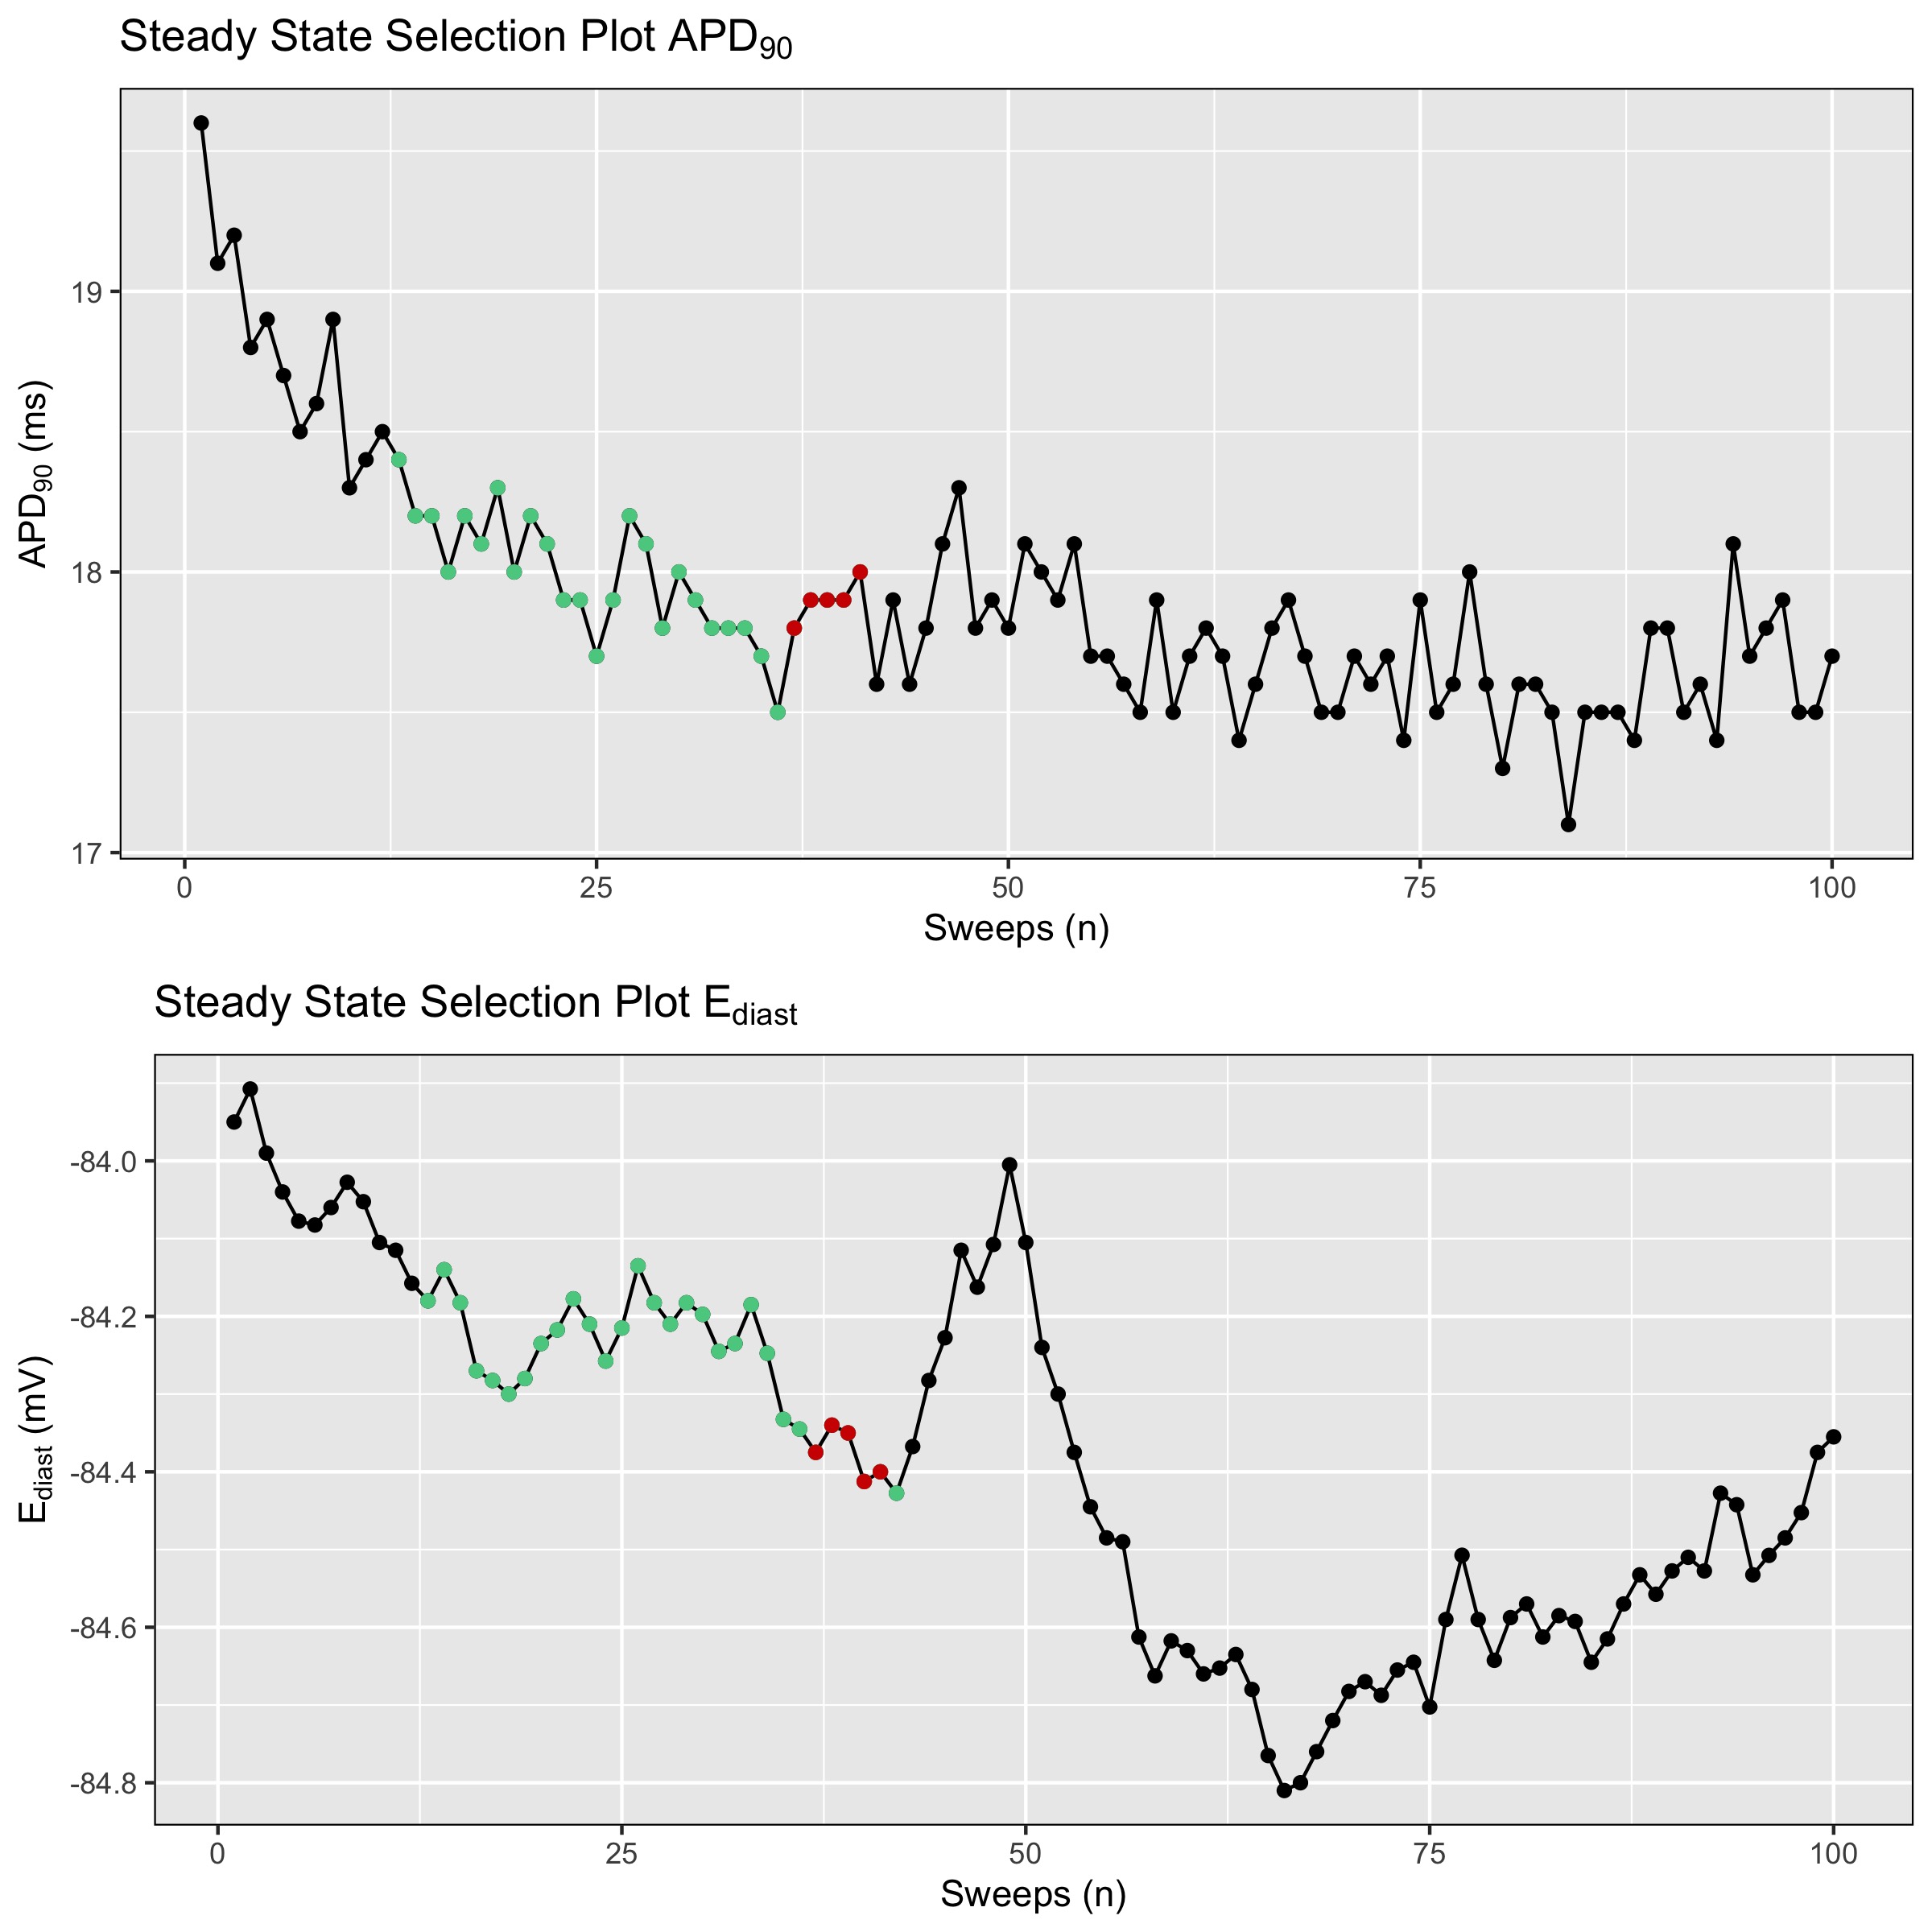 Steady State Selection Plot APD90
19
18
17
APD90 (ms)
0 25 50 75 100
Sweeps (n)
Steady State Selection Plot Ediast
-84.0
-84.2
-84.4
-84.6
-84.8
Ediast (mV)
0 25 50 75 100
Sweeps (n)